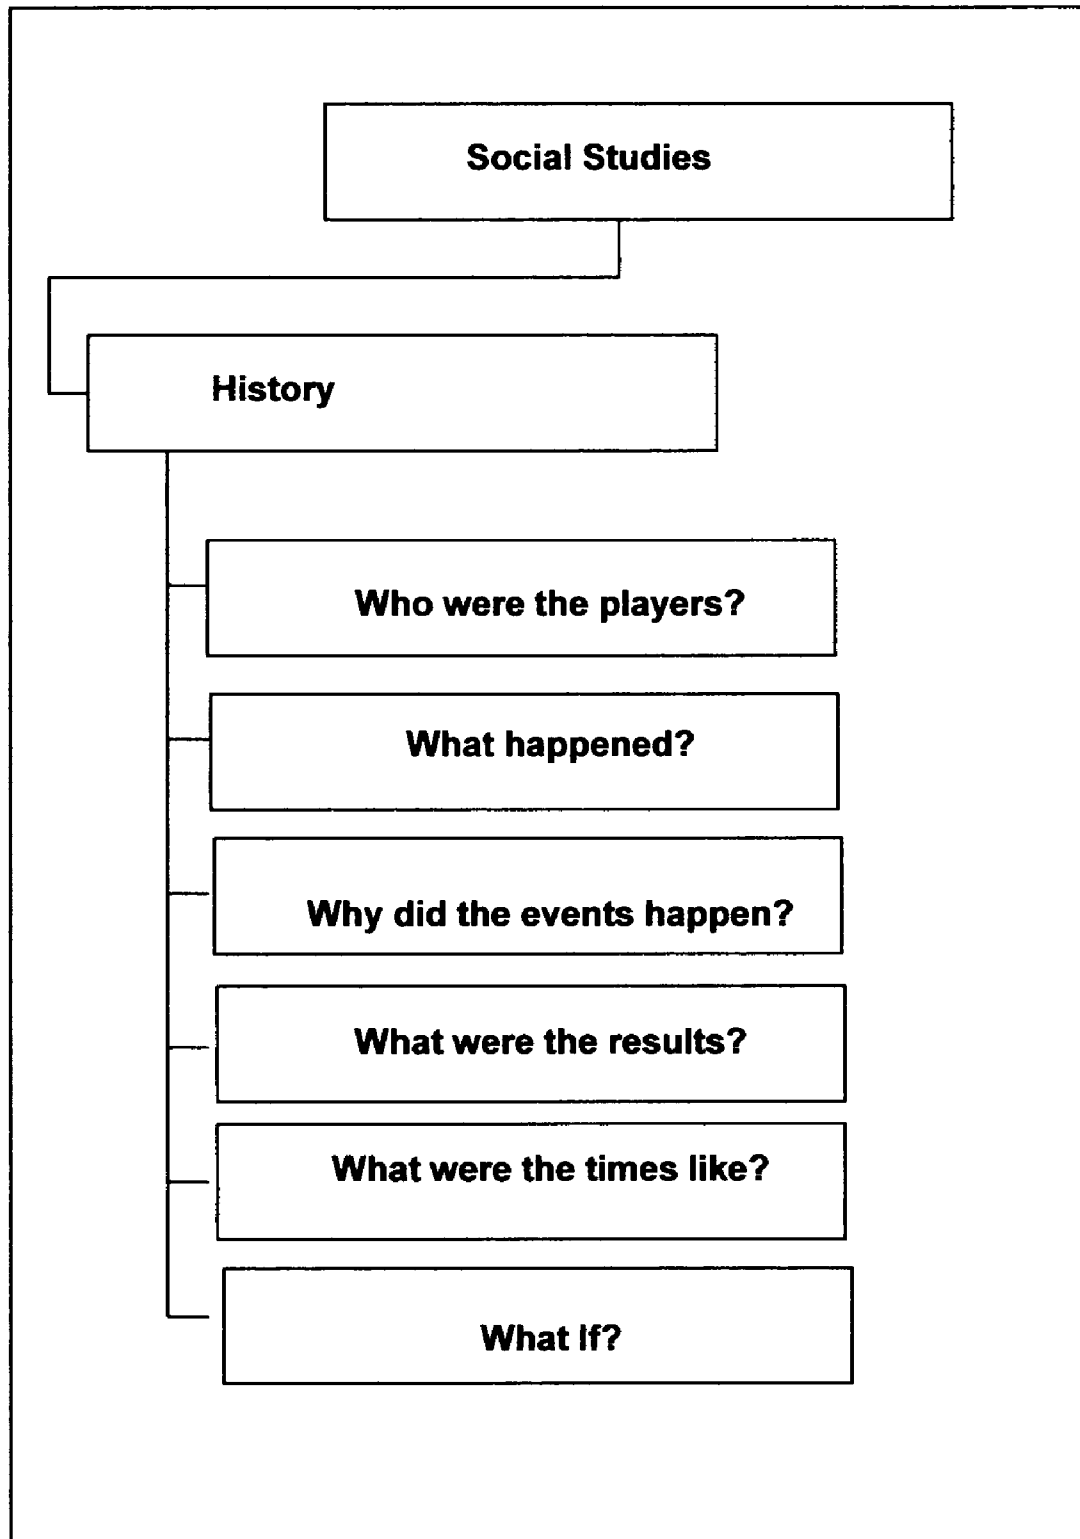 Social Studies
History
Who were the players?
What happened?
Why did the events happen?
What were the results?
What were the times like?
What If?